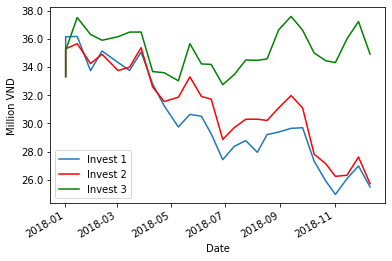 38.0
36.0
34.0
32.0
30.0
28.0
26.0
Million VND
Invest 1
Invest 2
Invest 3
2018-01
2018-03
2018-05
2018-07
2018-09
2018-11
Date